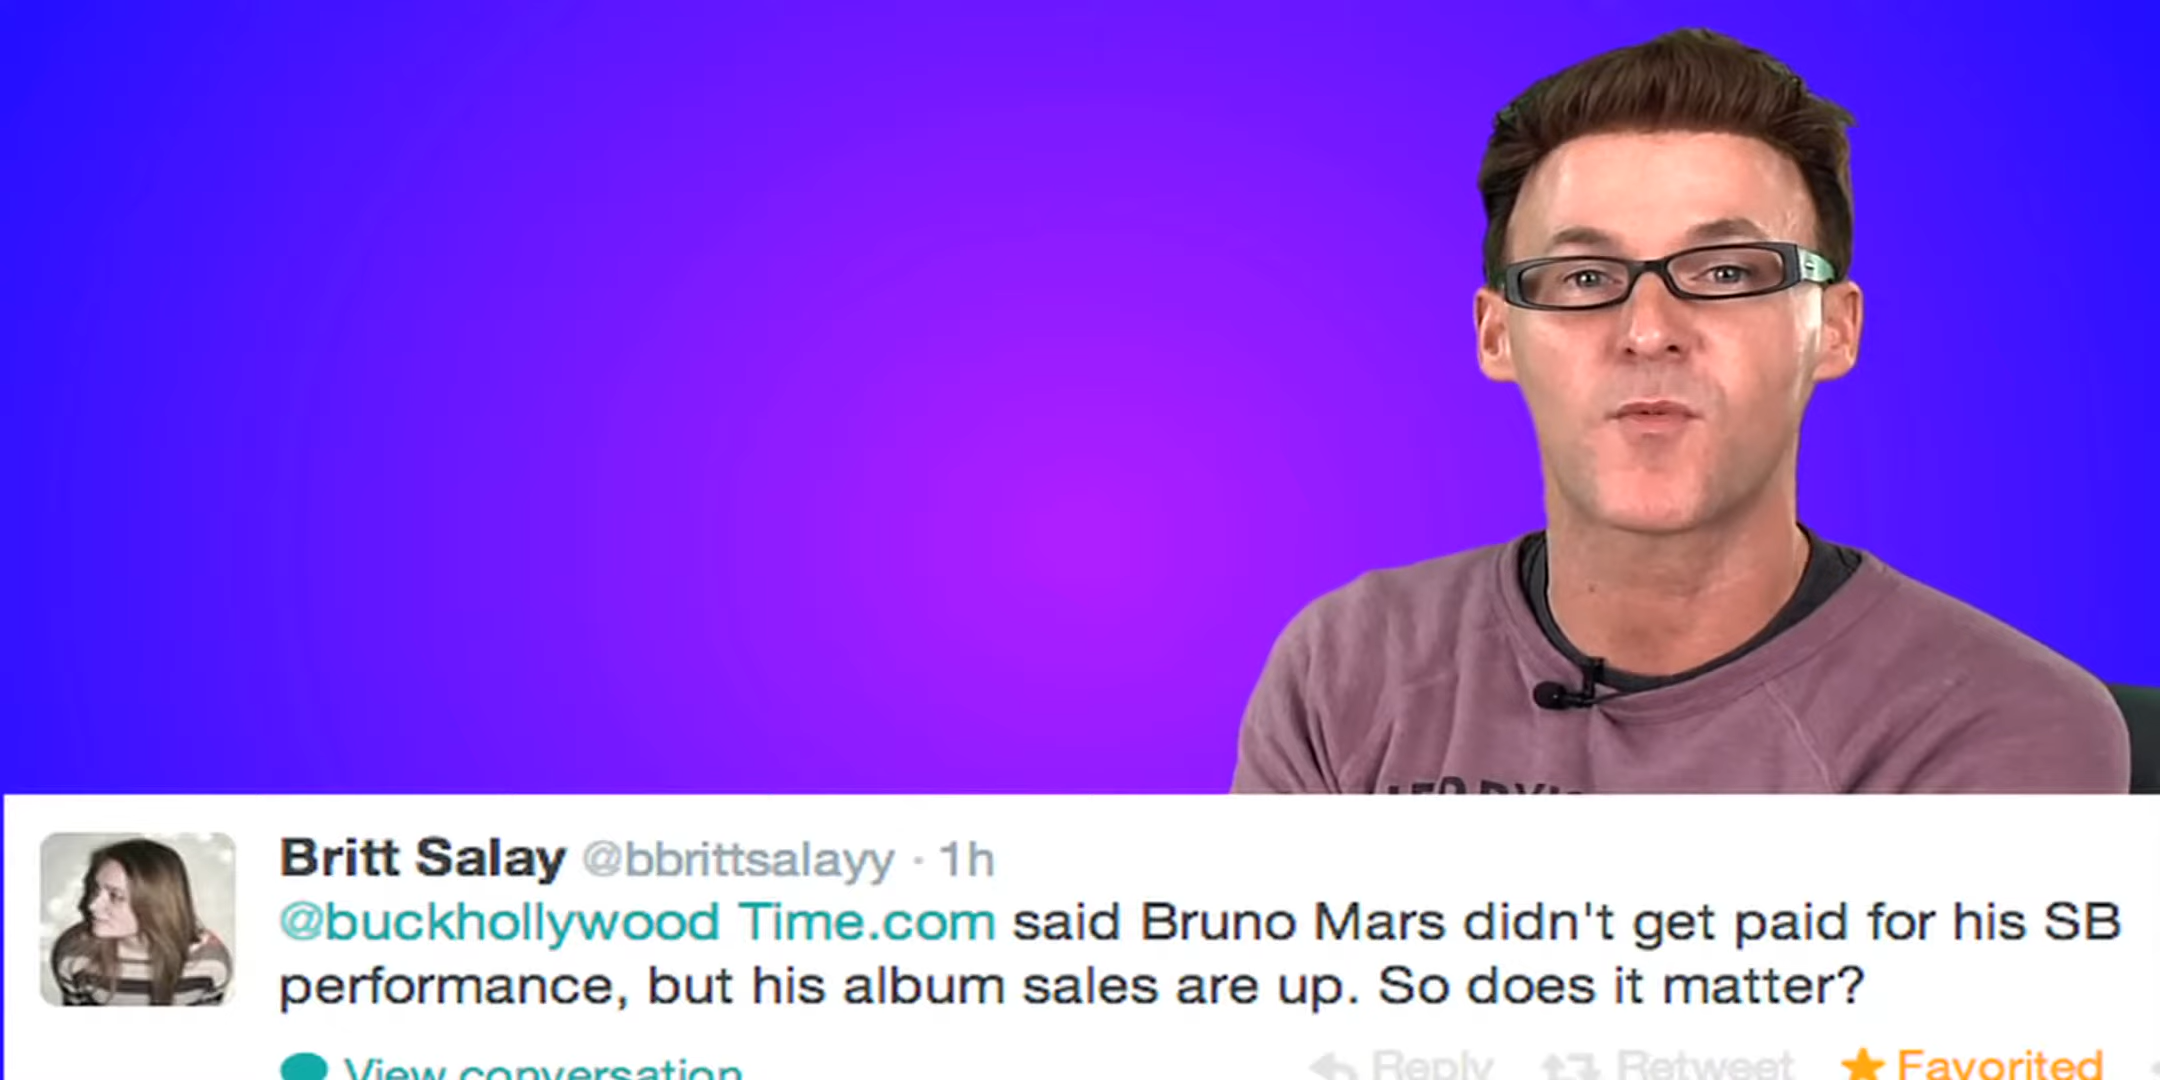 Britt Salay @bbrittsalayy · 1h
@buckhollywood Time.com said Bruno Mars didn't get paid for his SB
performance, but his album sales are up. So does it matter?
View conversation Reply Retweet Favorited